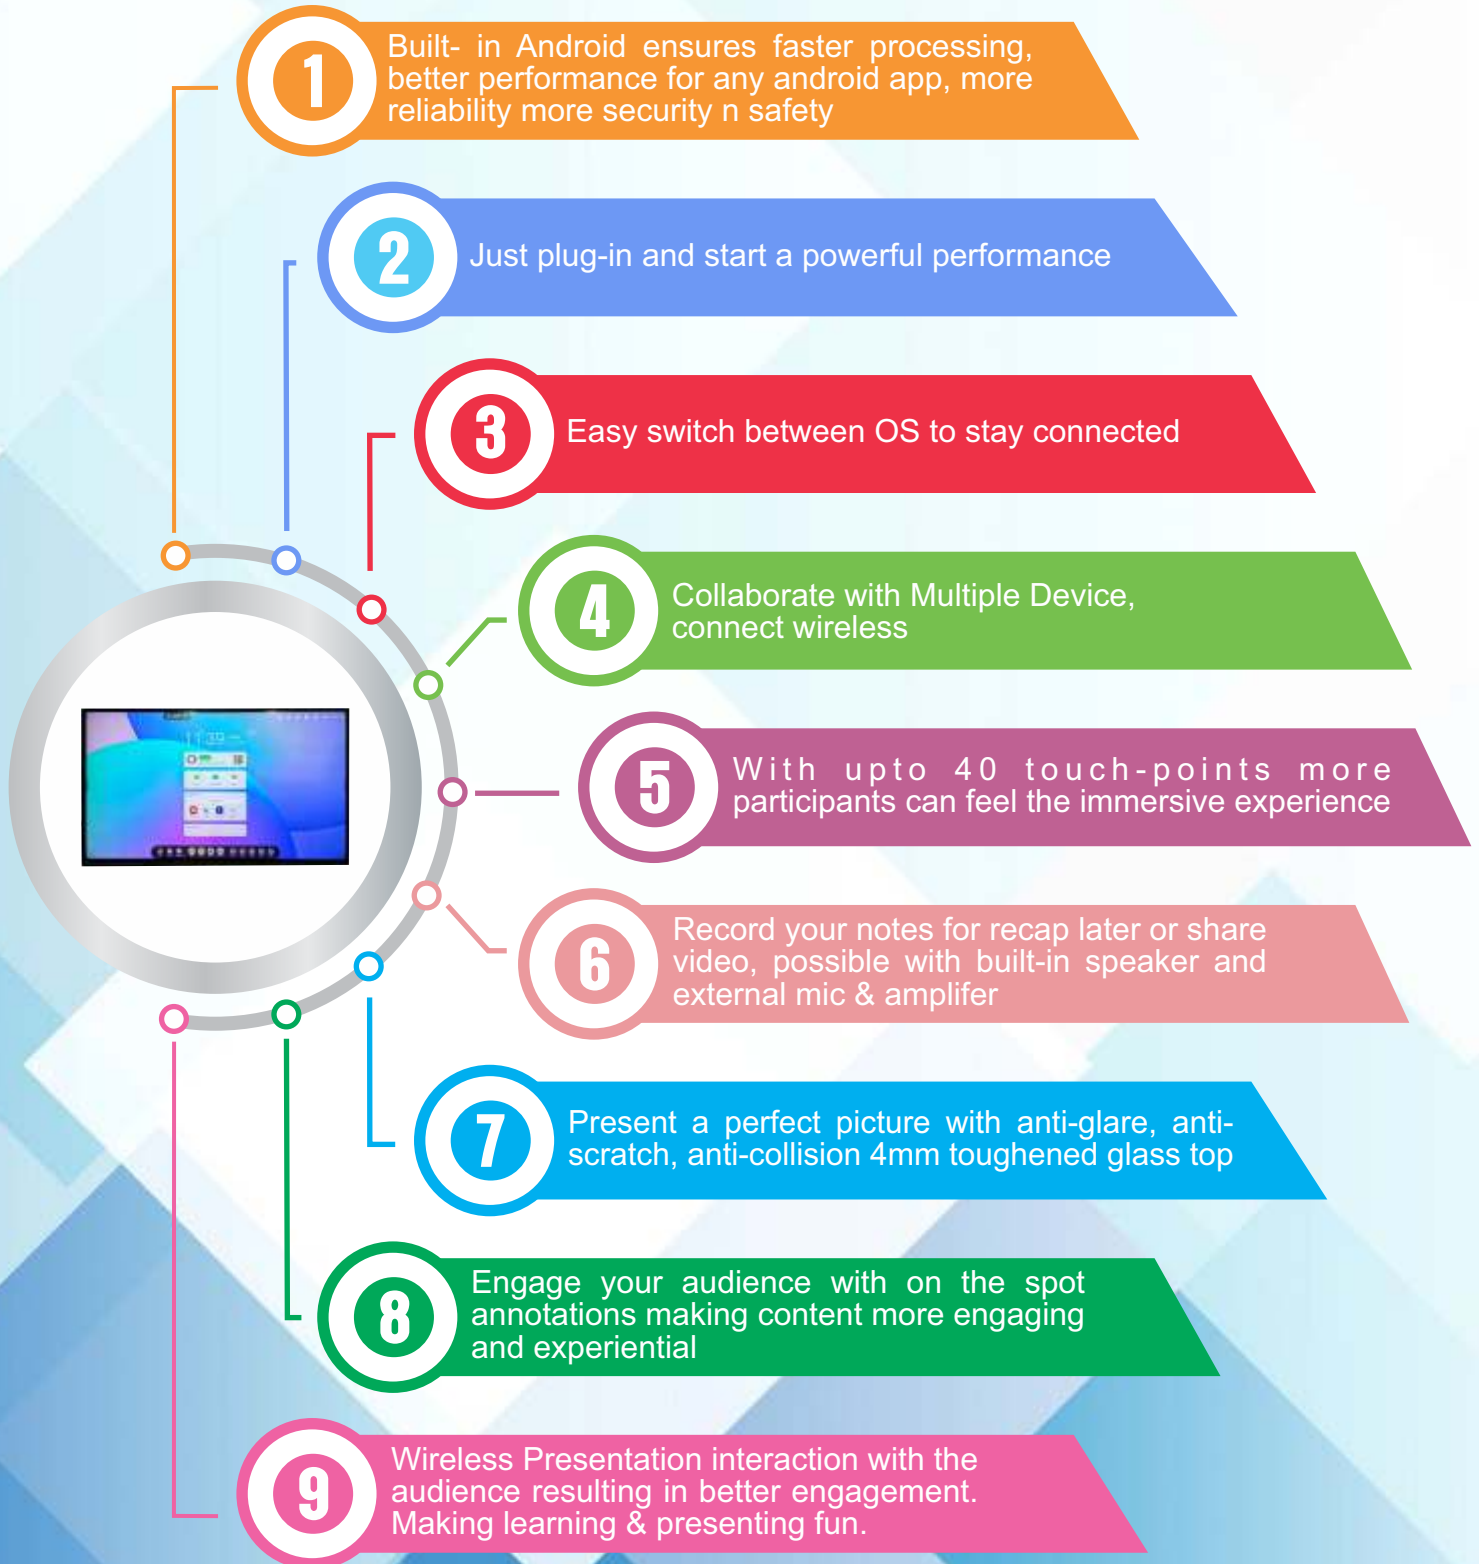 1
Built- in Android ensures faster processing,
better performance for any android app, more
reliability more security n safety
2
Just plug-in and start a powerful performance
3
Easy switch between OS to stay connected
4
Collaborate with Multiple Device,
connect wireless
5
With upto 40 touch-points more
participants can feel the immersive experience
6
Record your notes for recap later or share
video, possible with built-in speaker and
external mic & amplifer
7
Present a perfect picture with anti-glare, anti-
scratch, anti-collision 4mm toughened glass top
8
Engage your audience with on the spot
annotations making content more engaging
and experiential
9
Wireless Presentation interaction with the
audience resulting in better engagement.
Making learning & presenting fun.